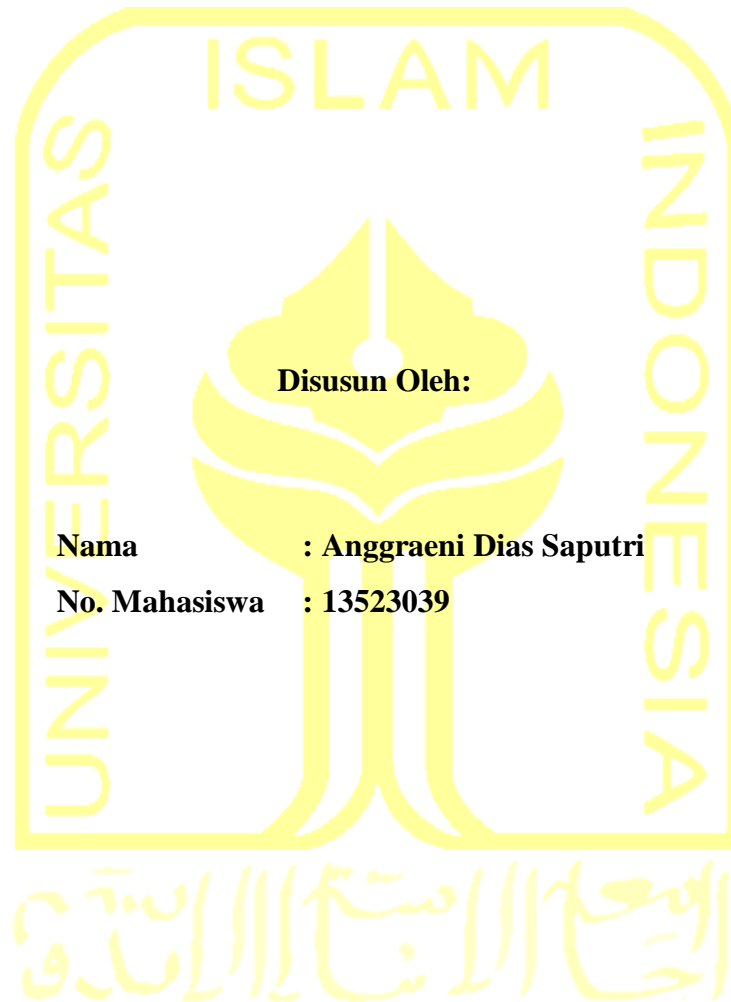 ISLAM
UNIVERSITAS
INDONESIA
Disusun Oleh:
Nama : Anggraeni Dias Saputri
No. Mahasiswa : 13523039